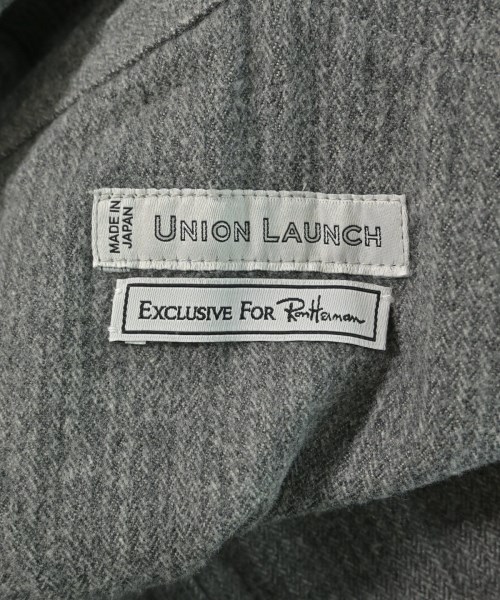 MADE IN
JAPAN
UNION LAUNCH
EXCLUSIVE FOR Ron Herman